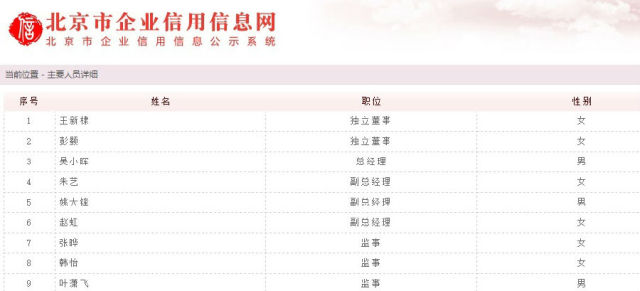 信 北京市企业信用信息网
北京市企业信用信息公示系统
当前位置 - 主要人员详细
序号 姓名 职位 性别
1 王新棣 独立董事 女
2 彭颖 独立董事 女
3 吴小晖 总经理 男
4 朱艺 副总经理 女
5 姚大锋 副总经理 男
6 赵虹 副总经理 女
7 张晔 监事 女
8 韩怡 监事 女
9 叶潇飞 监事 男